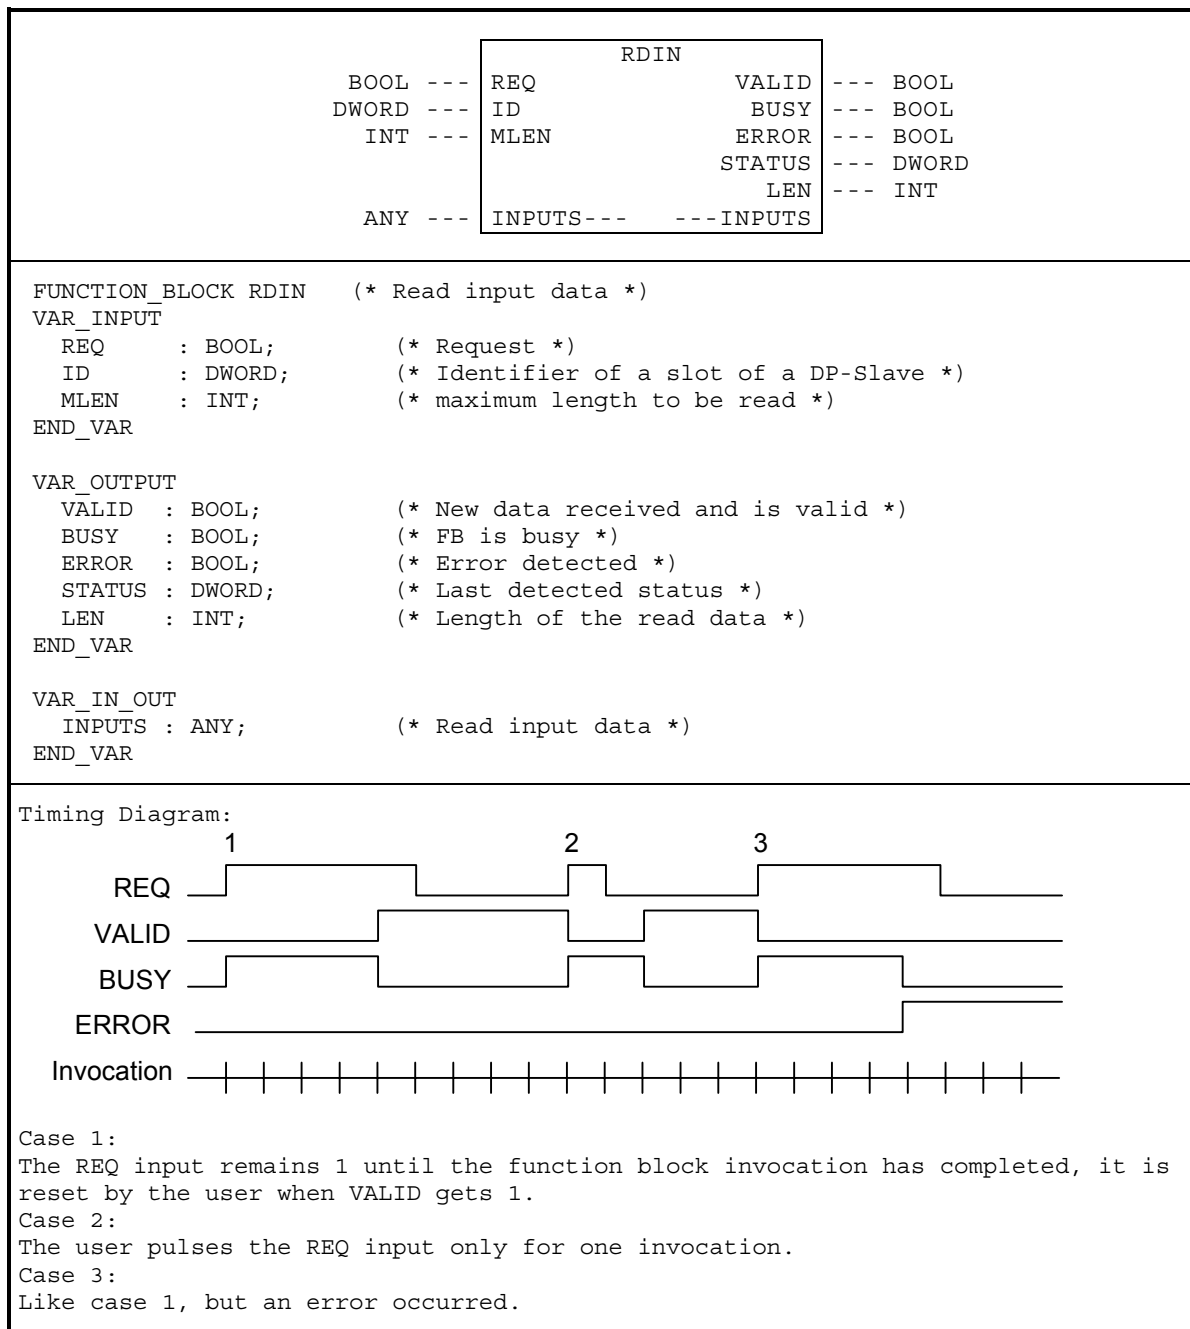 RDIN
BOOL --- REQ VALID --- BOOL
DWORD --- ID BUSY --- BOOL
INT --- MLEN ERROR --- BOOL
STATUS --- DWORD
LEN --- INT
ANY --- INPUTS--- ---INPUTS
FUNCTION_BLOCK RDIN (* Read input data *)
VAR_INPUT
REQ : BOOL; (* Request *)
ID : DWORD; (* Identifier of a slot of a DP-Slave *)
MLEN : INT; (* maximum length to be read *)
END_VAR
VAR_OUTPUT
VALID : BOOL; (* New data received and is valid *)
BUSY : BOOL; (* FB is busy *)
ERROR : BOOL; (* Error detected *)
STATUS : DWORD; (* Last detected status *)
LEN : INT; (* Length of the read data *)
END_VAR
VAR_IN_OUT
INPUTS : ANY; (* Read input data *)
END_VAR
Timing Diagram:
1 2 3
REQ
VALID
BUSY
ERROR
Invocation
Case 1:
The REQ input remains 1 until the function block invocation has completed, it is
reset by the user when VALID gets 1.
Case 2:
The user pulses the REQ input only for one invocation.
Case 3:
Like case 1, but an error occurred.